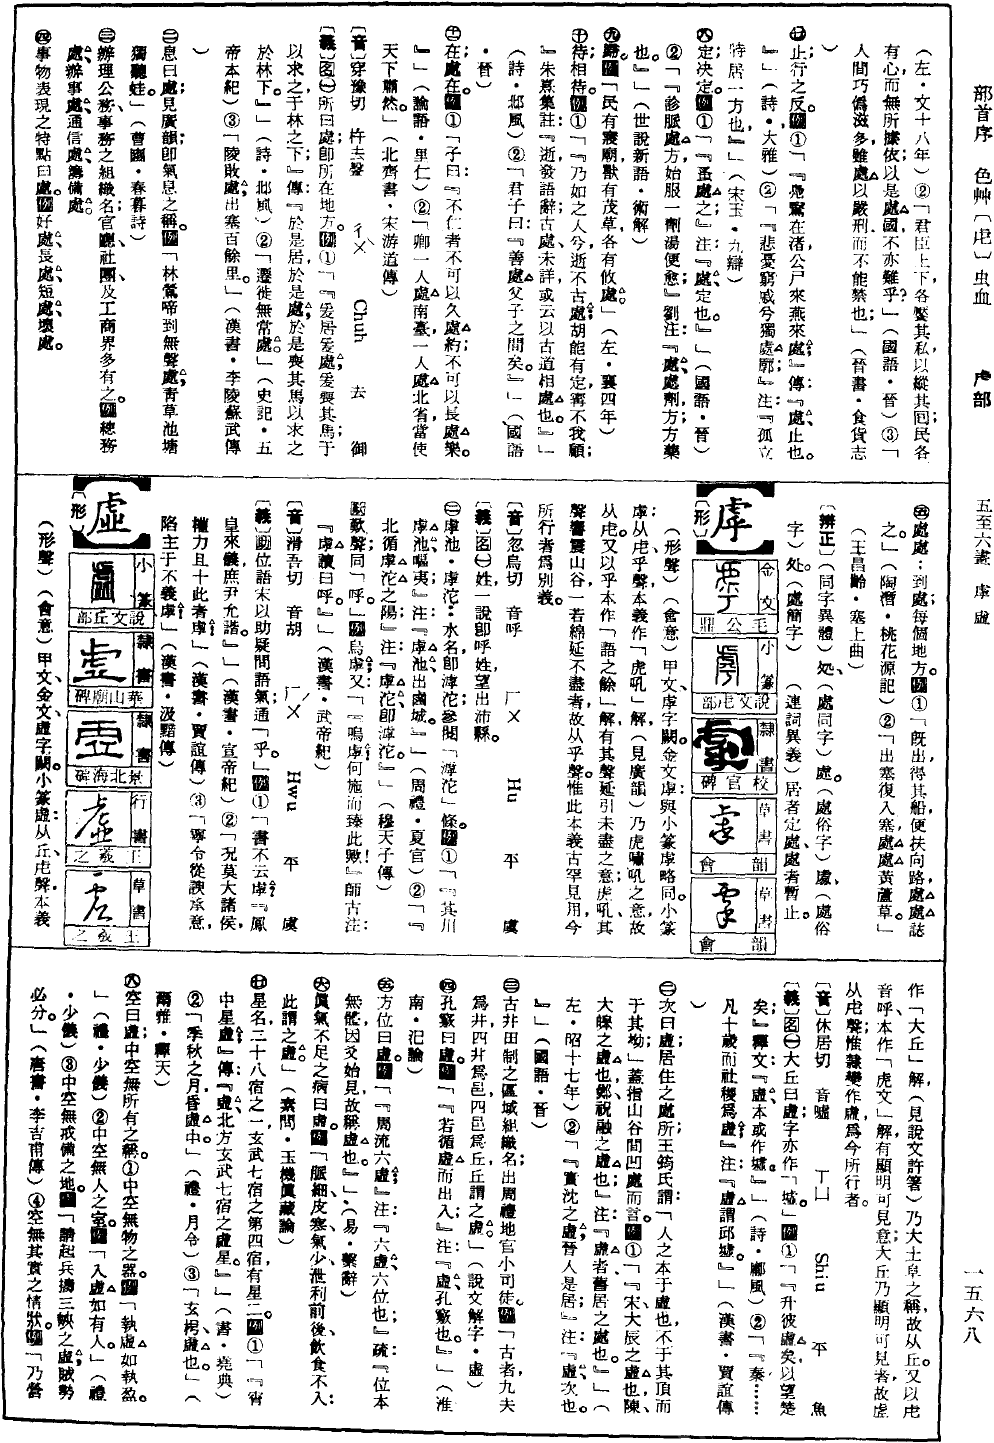 部首序　色艸〔虍〕虫血　虍部　五至六畫　虖虛　一五六八
（左・文十八年）②「君臣上下，各饜其私，以縱其回；民各
有心，而無所據依，以是處國，不亦難乎？」（國語・晉）③「
人間巧僞滋多，雖處以嚴刑，而不能禁也」（晉書・食貨志
）
㊆止；行之反。例①「『鳧鷖在渚，公尸來燕來處』傳『處，止也。
』」（詩・大雅）②「『悲憂窮戚兮獨處廓』注『孤立
特居一方也』」（宋玉・九辯）
㊇定；決定。例①「『蚤處之』注『處，定也。』」（國語・晉）
②「『診脈處方，始服一劑湯便愈』劉注『處，處劑方，方藥
也。』」（世說新語・術解）
㊈歸。例「民有寢廟，獸有茂草，各有攸處。」（左・襄四年）
㊉待；相待。例①「『乃如之人兮，逝不古處；胡能有定，寧不我顧
』朱熹集註『逝，發語辭；古處，未詳；或云以古道相處也。』」
（詩・邶風）②「君子曰『善處父子之間矣。』」（國語
・晉）
在；處在。例①「子曰『不仁者不可以久處約，不可以長處樂。
』」（論語・里仁）②「卿一人處南臺，一人處北省，當使
天下肅然。」（北齊書・宋游道傳）
〔音〕穿豫切　杵去聲　ㄔㄨ　Chuh　去　御
〔義〕名㊀所曰處；卽所在地方。例①「『爰居爰處，爰喪其馬；于
以求之，于林之下。』傳『於是居，於是處，於是喪其馬；以求之
於林下。』」（詩・邶風）②「遷徙無常處。」（史記・五
帝本紀）③「陵敗處出塞百餘里。」（漢書・李陵蘇武傳
）
㊁息曰處，見廣韻；卽氣息之稱。例「林鶯啼到無聲處，青草池塘
獨聽蛙」（曹豳・春暮詩）
㊂辦理公務、事務之組織名；官廳、社團及工商界多有之。例總務
處、辦事處、通信處、籌備處。
㊃事物表現之特點曰處。例好處、長處、短處、壞處。
㊄處處：到處；每個地方。例①「旣出，得其船，便扶向路，處處誌
之。」（陶潛・桃花源記）②「出塞復入塞，處處黃蘆草。」
（王昌齡・塞上曲）
〔辨正〕（同字異體）処。（處同字）處。（處俗字）䖏。（處俗
字）处。（處簡字）（連詞異義）居者定處，處者暫止。
虖〔形〕
金文　毛公鼎
小篆　說文虍部
隸書　校官碑
草書　韻會
草書　韻會
（形聲）（會意）甲文虖字闕。金文虖與小篆虖略同。小篆
虖从虍，乎聲，本義作「虎吼」解，（見廣韻）乃虎嘯吼之意，故
从虍。又以乎本作「語之餘」解，有其聲延引未盡之意；虎吼其
聲響震山谷，一若綿延不盡者，故从乎聲。惟此本義古罕見用，今
所行者爲別義。
〔音〕忽烏切　音呼　ㄏㄨ　Hu　平　虞
〔義〕名㊀姓，一說卽呼姓，望出沛縣。
㊁虖池・虖沱：水名，卽滹沱，參閱「滹沱」條。例①「『其川
虖池，嘔夷』注『虖池出鹵城。』」（周禮・夏官）②「『
北循虖沱之陽』注『虖沱卽滹沱。』」（穆天子傳）
歎聲，同「呼」。例「烏虖」又「『嗚虖，何施而臻此歟！』師古注：
『虖讀曰呼。』」（漢書・武帝紀）
〔音〕滑吾切　音胡　ㄏㄨ　Hwu　平　虞
〔義〕助位語末，以助疑問語氣，通「乎。」例①「書不云虖『鳳
皇來儀，庶尹允諧。』」（漢書・宣帝紀）②「況莫大諸侯，
權力且十此者虖」（漢書・賈誼傳）③「寧令從諛承意，
陷主于不義虖」（漢書・汲黯傳）
虛〔形〕
小篆　說文丘部
隸書　華山廟碑
隸書　景北海碑
行書　王羲之
草書　王羲之
（形聲）（會意）甲文、金文虛字闕。小篆虛从丘，虍聲，本義
作「大丘」解，（見說文許箸）乃大土阜之稱，故从丘。又以虍
音呼，本作「虎文」解，有顯明可見意，大丘乃顯明可見者，故虛
从虍聲。惟隸變作虛爲今所行者。
〔音〕休居切　音噓　ㄒㄩ　Shiu　平　魚
〔義〕名㊀大丘曰虛，字亦作「墟。」例①「『升彼虛矣，以望楚
矣』釋文『虛，本或作墟。』」（詩・鄘風）②「『秦……
凡十歲而社稷爲虛』注『虛謂邱墟。』」（漢書・賈誼傳
）
㊁次曰虛；居住之處所；王筠氏謂：「人之本于虛也，不于其頂而
于其坳」蓋指山谷間凹處而言。例①「『宋，大辰之虛也；陳，
大皥之虛也；鄭，祝融之虛也』注『虛者，舊居之處也。』」（
左・昭十七年）②「『實沈之虛，晉人是居』注『虛，次也。
』」（國語・晉）
㊂古井田制之區域組織名，出周禮地官小司徒。例「古者九夫
爲井，四井爲邑，四邑爲丘，丘謂之虛。」（說文解字・虛）
㊃孔竅曰虛。例「『若循虛而出入』注『虛，孔竅也。』」（淮
南・氾論）
㊄方位曰虛。例「『周流六虛』注『六虛，六位也』疏『位本
無體，因爻始見，故稱虛也。』」（易・繫辭）
㊅眞氣不足之病曰虛。例「脈細、皮寒、氣少、泄利前後、飲食不入；
此謂之虛。」（素問・玉機眞藏論）
㊆星名，二十八宿之一，玄武七宿之第四宿，有星二。例①「『宵
中星虛』傳『虛，北方玄武七宿之虛星。』」（書・堯典）
②「季秋之月，昏虛中。」（禮・月令）③「玄枵，虛也。」（
爾雅・釋天）
㊇空曰虛，中空無所有之稱。①中空無物之器。例「執虛如執盈。
」（禮・少儀）②中空無人之室。例「入虛如有人。」（禮
・少儀）③中空無戒備之地。例「請起兵擣三峽之虛，賊勢
必分。」（唐書・李吉甫傳）④空無其實之情狀。例「乃營